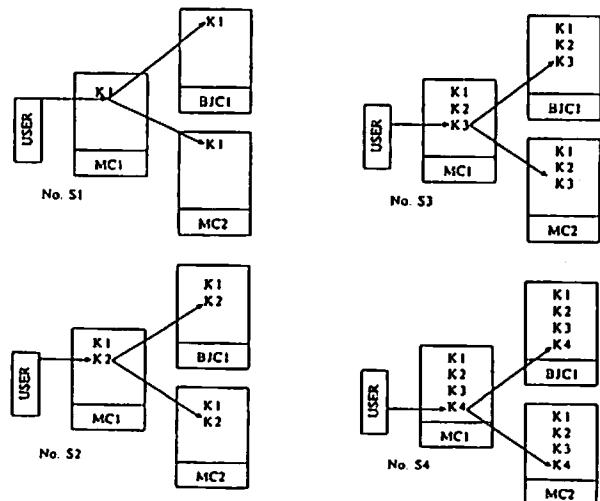 K1
BJC1
K1
MC1
USER
K1
MC2
No. S1
K1
K2
K3
BJC1
K1
K2
K3
MC1
USER
K1
K2
K3
MC2
No. S3
K1
K2
BJC1
K1
K2
MC1
USER
K1
K2
MC2
No. S2
K1
K2
K3
K4
BJC1
K1
K2
K3
K4
MC1
USER
K1
K2
K3
K4
MC2
No. S4